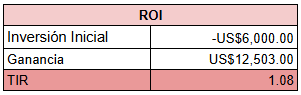 ROI
Inversión Inicial -US$6,000.00
Ganancia US$12,503.00
TIR 1.08